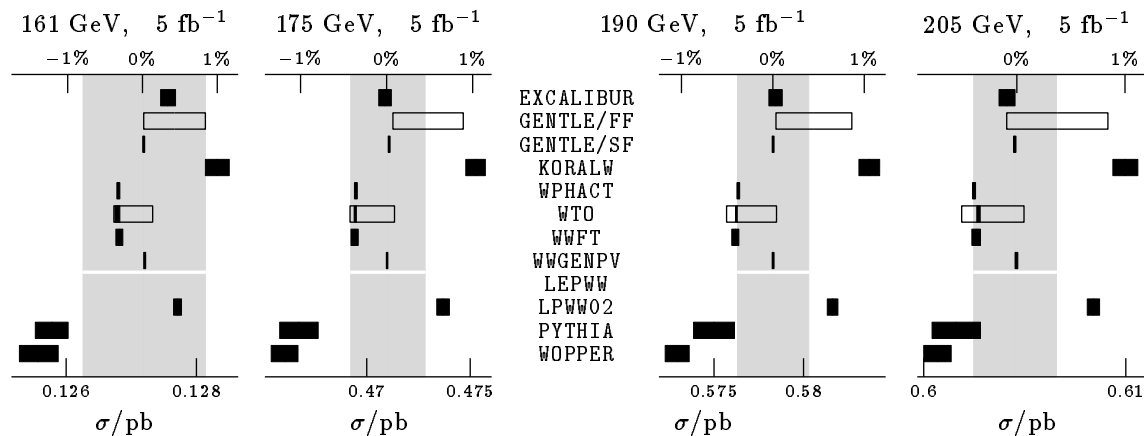 161 GeV, 5 fb⁻¹ 175 GeV, 5 fb⁻¹ 190 GeV, 5 fb⁻¹ 205 GeV, 5 fb⁻¹
−1% 0% 1% −1% 0% 1% −1% 0% 1% 0% 1%
EXCALIBUR
GENTLE/FF
GENTLE/SF
KORALW
WPHACT
WTO
WWFT
WWGENPV
LEPWW
LPWW02
PYTHIA
WOPPER
0.126 0.128 0.47 0.475 0.575 0.58 0.6 0.61
σ/pb σ/pb σ/pb σ/pb